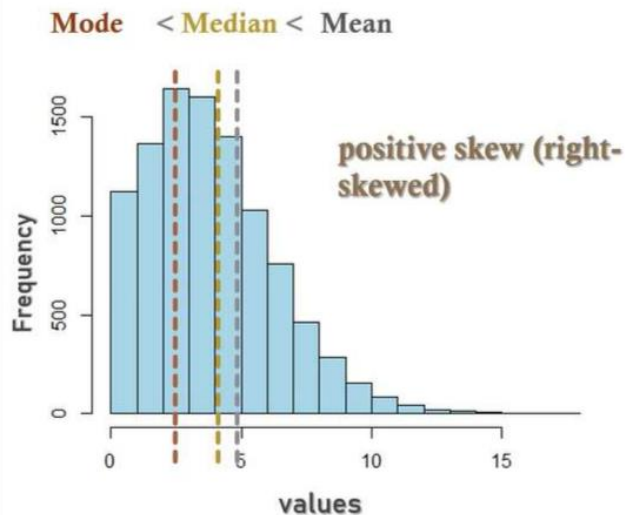 Mode < Median < Mean
positive skew (right-
skewed)
Frequency
1500
1000
500
0
0 5 10 15
values